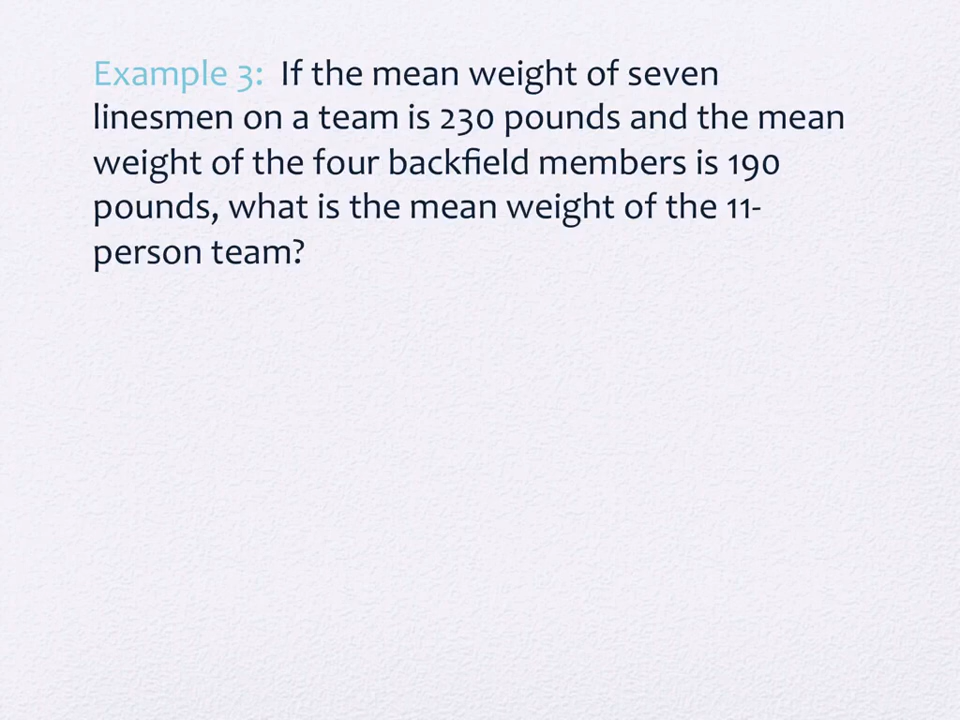 Example 3:  If the mean weight of seven
linesmen on a team is 230 pounds and the mean
weight of the four backfield members is 190
pounds, what is the mean weight of the 11-
person team?